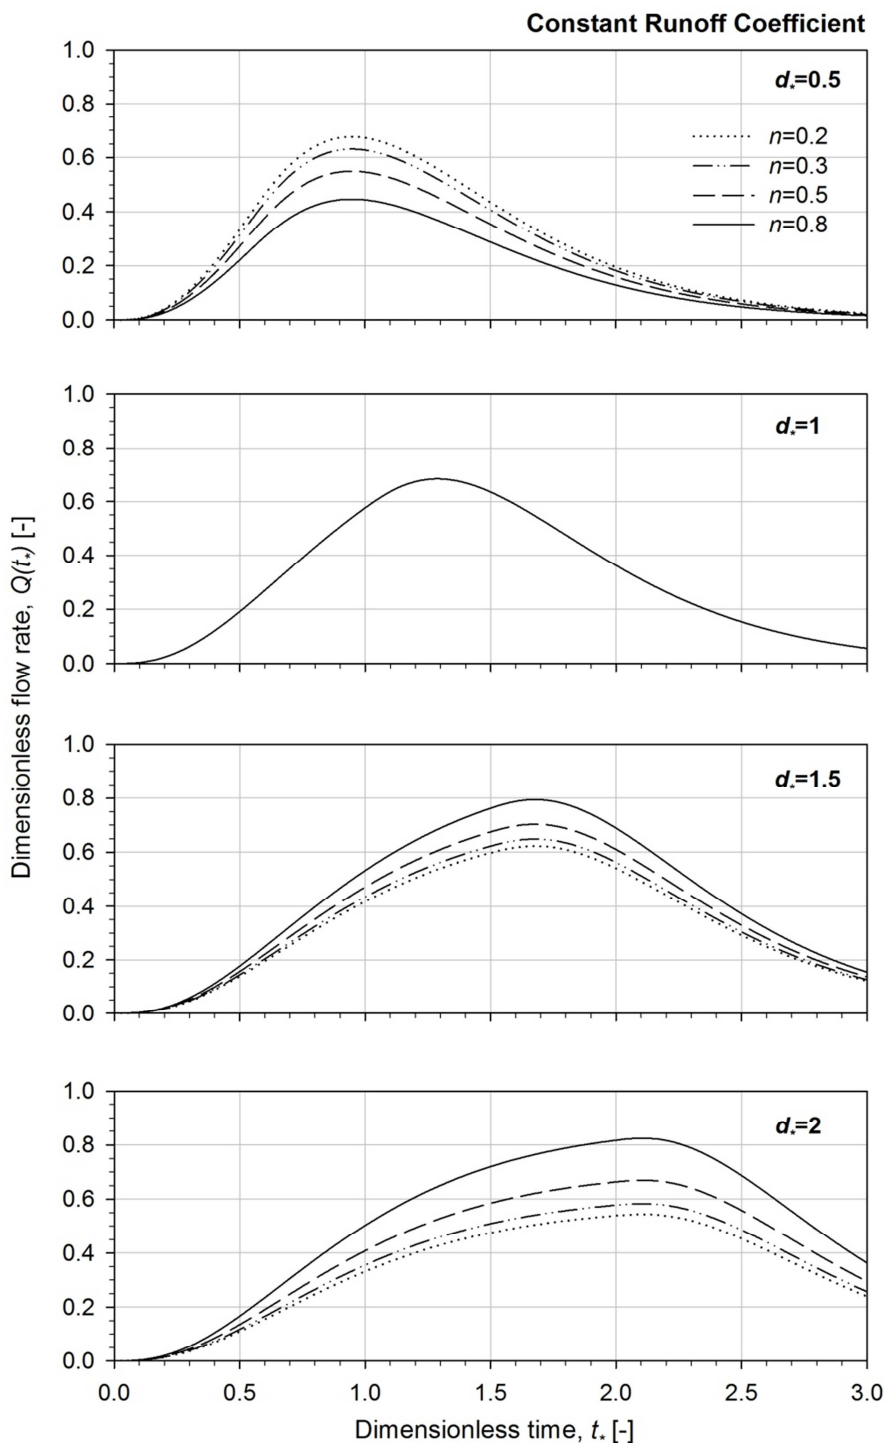 Constant Runoff Coefficient
1.0
0.8
0.6
0.4
0.2
0.0
d*=0.5
n=0.2
n=0.3
n=0.5
n=0.8
1.0
0.8
0.6
0.4
0.2
0.0
d*=1
Dimensionless flow rate, Q(t*) [-]
1.0
0.8
0.6
0.4
0.2
0.0
d*=1.5
1.0
0.8
0.6
0.4
0.2
0.0
d*=2
0.0 0.5 1.0 1.5 2.0 2.5 3.0
Dimensionless time, t* [-]